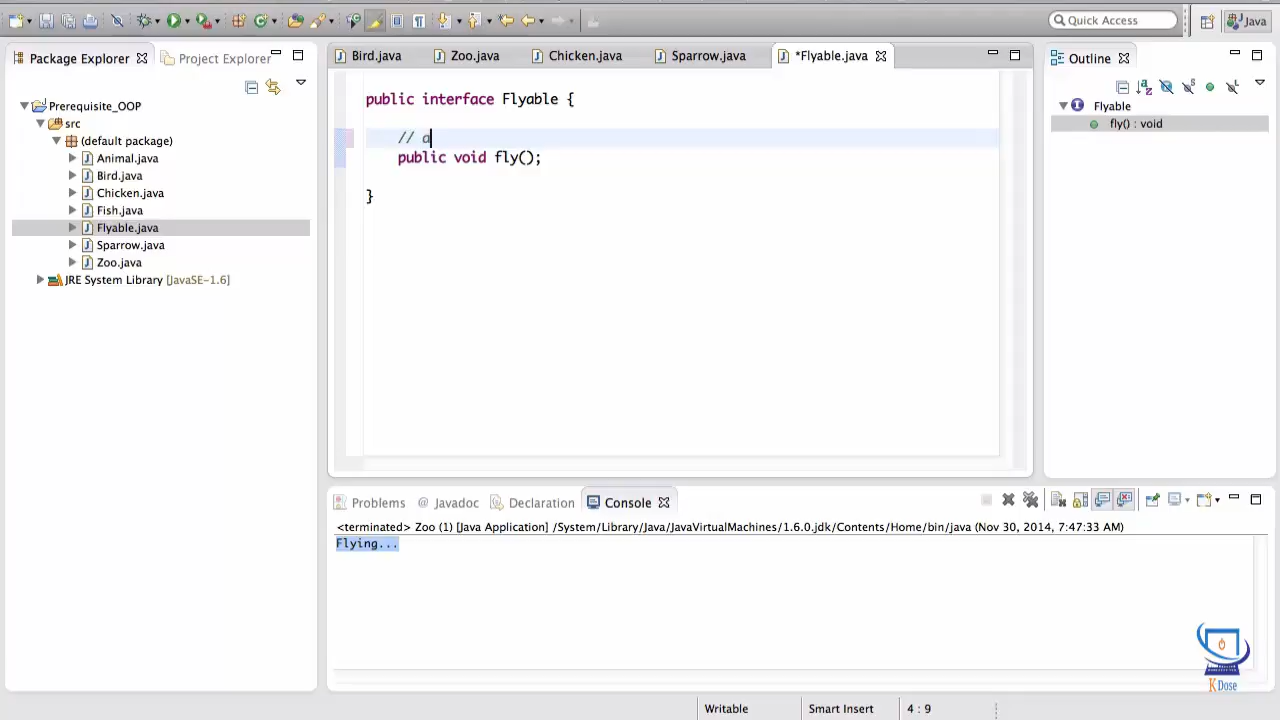 Quick Access
Java
Package Explorer
Project Explorer
Bird.java
Zoo.java
Chicken.java
Sparrow.java
*Flyable.java
Outline
Prerequisite_OOP
src
(default package)
Animal.java
Bird.java
Chicken.java
Fish.java
Flyable.java
Sparrow.java
Zoo.java
JRE System Library [JavaSE-1.6]
public interface Flyable {
// a
public void fly();
}
Flyable
fly() : void
Problems
@ Javadoc
Declaration
Console
<terminated> Zoo (1) [Java Application] /System/Library/Java/JavaVirtualMachines/1.6.0.jdk/Contents/Home/bin/java (Nov 30, 2014, 7:47:33 AM)
Flying...
K Dose
Writable
Smart Insert
4 : 9